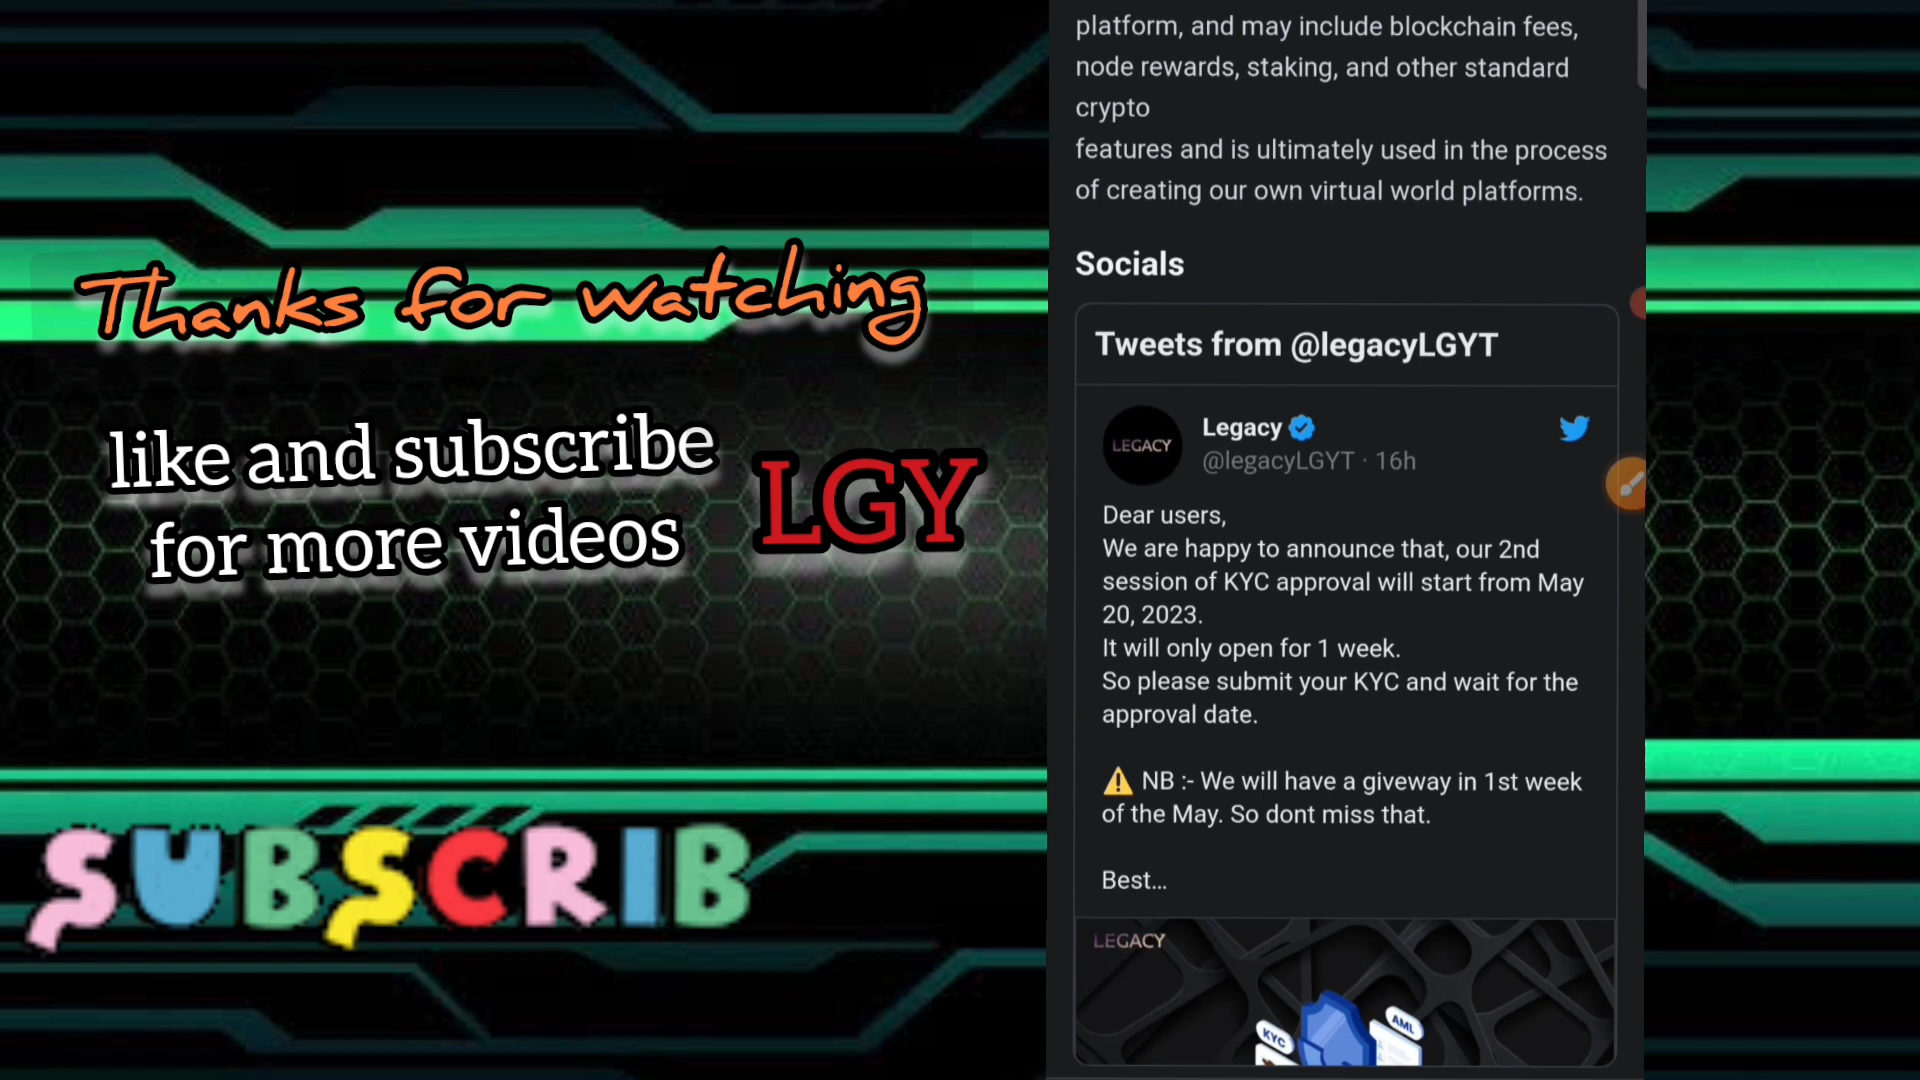 Thanks for watching
like and subscribe
for more videos
LGY
SUBSCRIB
platform, and may include blockchain fees,
node rewards, staking, and other standard
crypto
features and is ultimately used in the process
of creating our own virtual world platforms.
Socials
Tweets from @legacyLGYT
LEGACY
Legacy
@legacyLGYT · 16h
Dear users,
We are happy to announce that, our 2nd
session of KYC approval will start from May
20, 2023.
It will only open for 1 week.
So please submit your KYC and wait for the
approval date.
⚠️ NB :- We will have a giveway in 1st week
of the May. So dont miss that.
Best…
LEGACY
KYC
AML